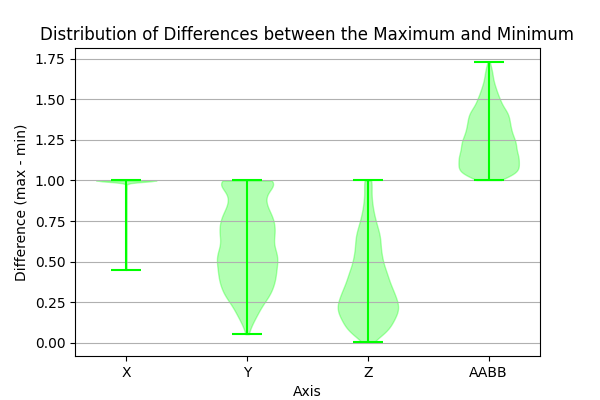 Distribution of Differences between the Maximum and Minimum
1.75
1.50
1.25
1.00
0.75
0.50
0.25
0.00
Difference (max - min)
X Y Z AABB
Axis